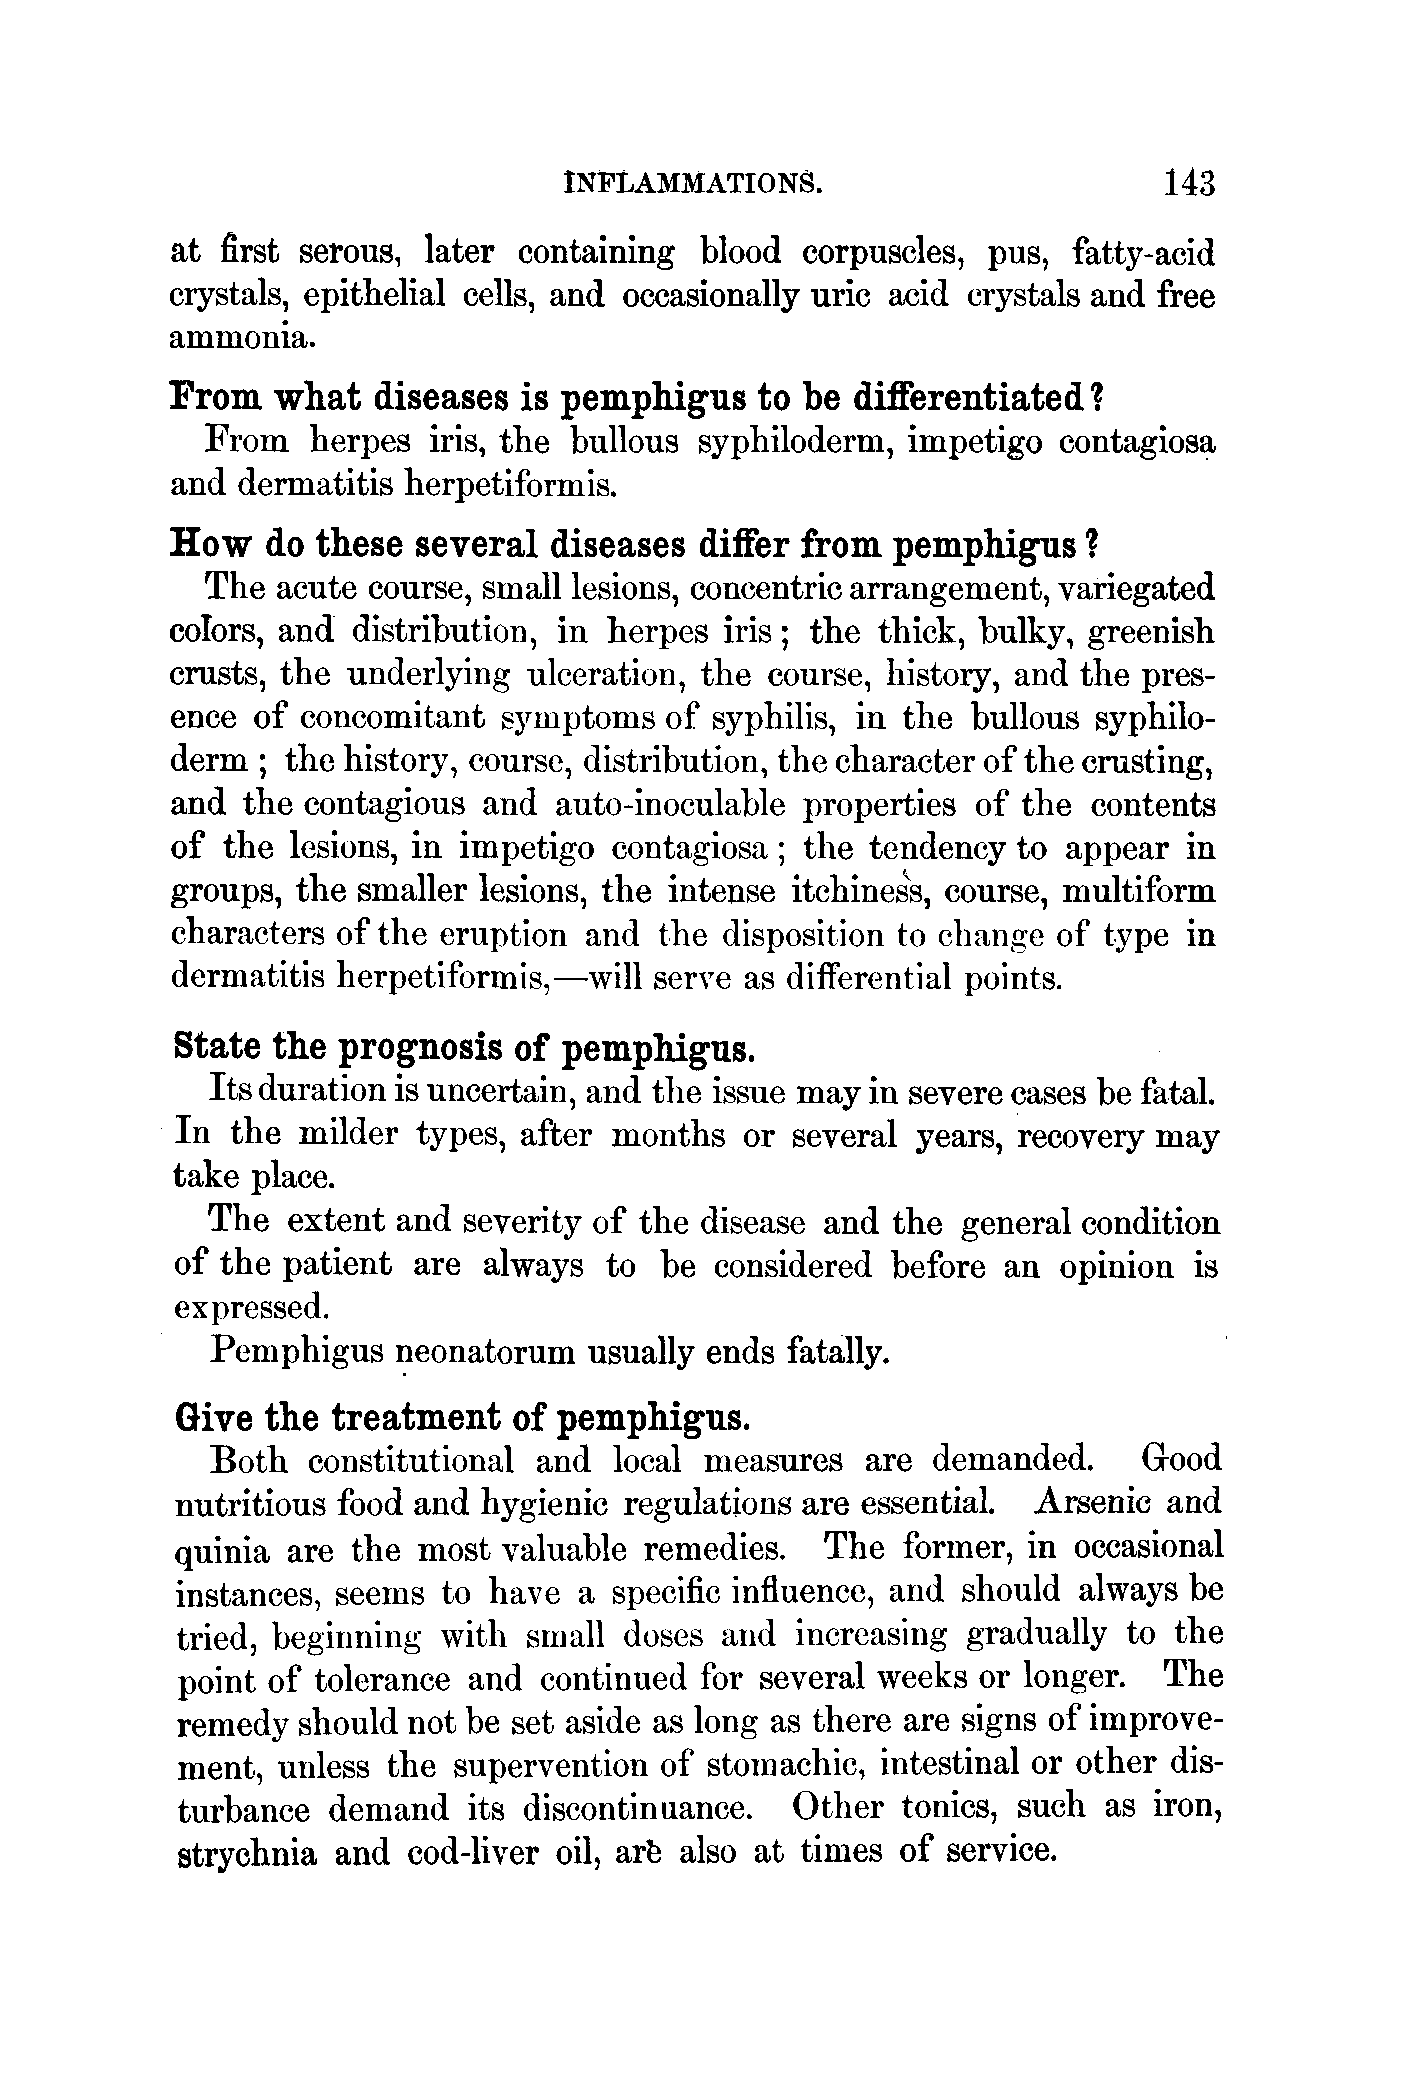 INFLAMMATIONS. 143
at first serous, later containing blood corpuscles, pus, fatty-acid
crystals, epithelial cells, and occasionally uric acid crystals and free
ammonia.
From what diseases is pemphigus to be differentiated?
From herpes iris, the bullous syphiloderm, impetigo contagiosa
and dermatitis herpetiformis.
How do these several diseases differ from pemphigus?
The acute course, small lesions, concentric arrangement, variegated
colors, and distribution, in herpes iris; the thick, bulky, greenish
crusts, the underlying ulceration, the course, history, and the pres-
ence of concomitant symptoms of syphilis, in the bullous syphilo-
derm; the history, course, distribution, the character of the crusting,
and the contagious and auto-inoculable properties of the contents
of the lesions, in impetigo contagiosa; the tendency to appear in
groups, the smaller lesions, the intense itchiness, course, multiform
characters of the eruption and the disposition to change of type in
dermatitis herpetiformis,—will serve as differential points.
State the prognosis of pemphigus.
Its duration is uncertain, and the issue may in severe cases be fatal.
In the milder types, after months or several years, recovery may
take place.
The extent and severity of the disease and the general condition
of the patient are always to be considered before an opinion is
expressed.
Pemphigus neonatorum usually ends fatally.
Give the treatment of pemphigus.
Both constitutional and local measures are demanded. Good
nutritious food and hygienic regulations are essential. Arsenic and
quinia are the most valuable remedies. The former, in occasional
instances, seems to have a specific influence, and should always be
tried, beginning with small doses and increasing gradually to the
point of tolerance and continued for several weeks or longer. The
remedy should not be set aside as long as there are signs of improve-
ment, unless the supervention of stomachic, intestinal or other dis-
turbance demand its discontinuance. Other tonics, such as iron,
strychnia and cod-liver oil, are also at times of service.